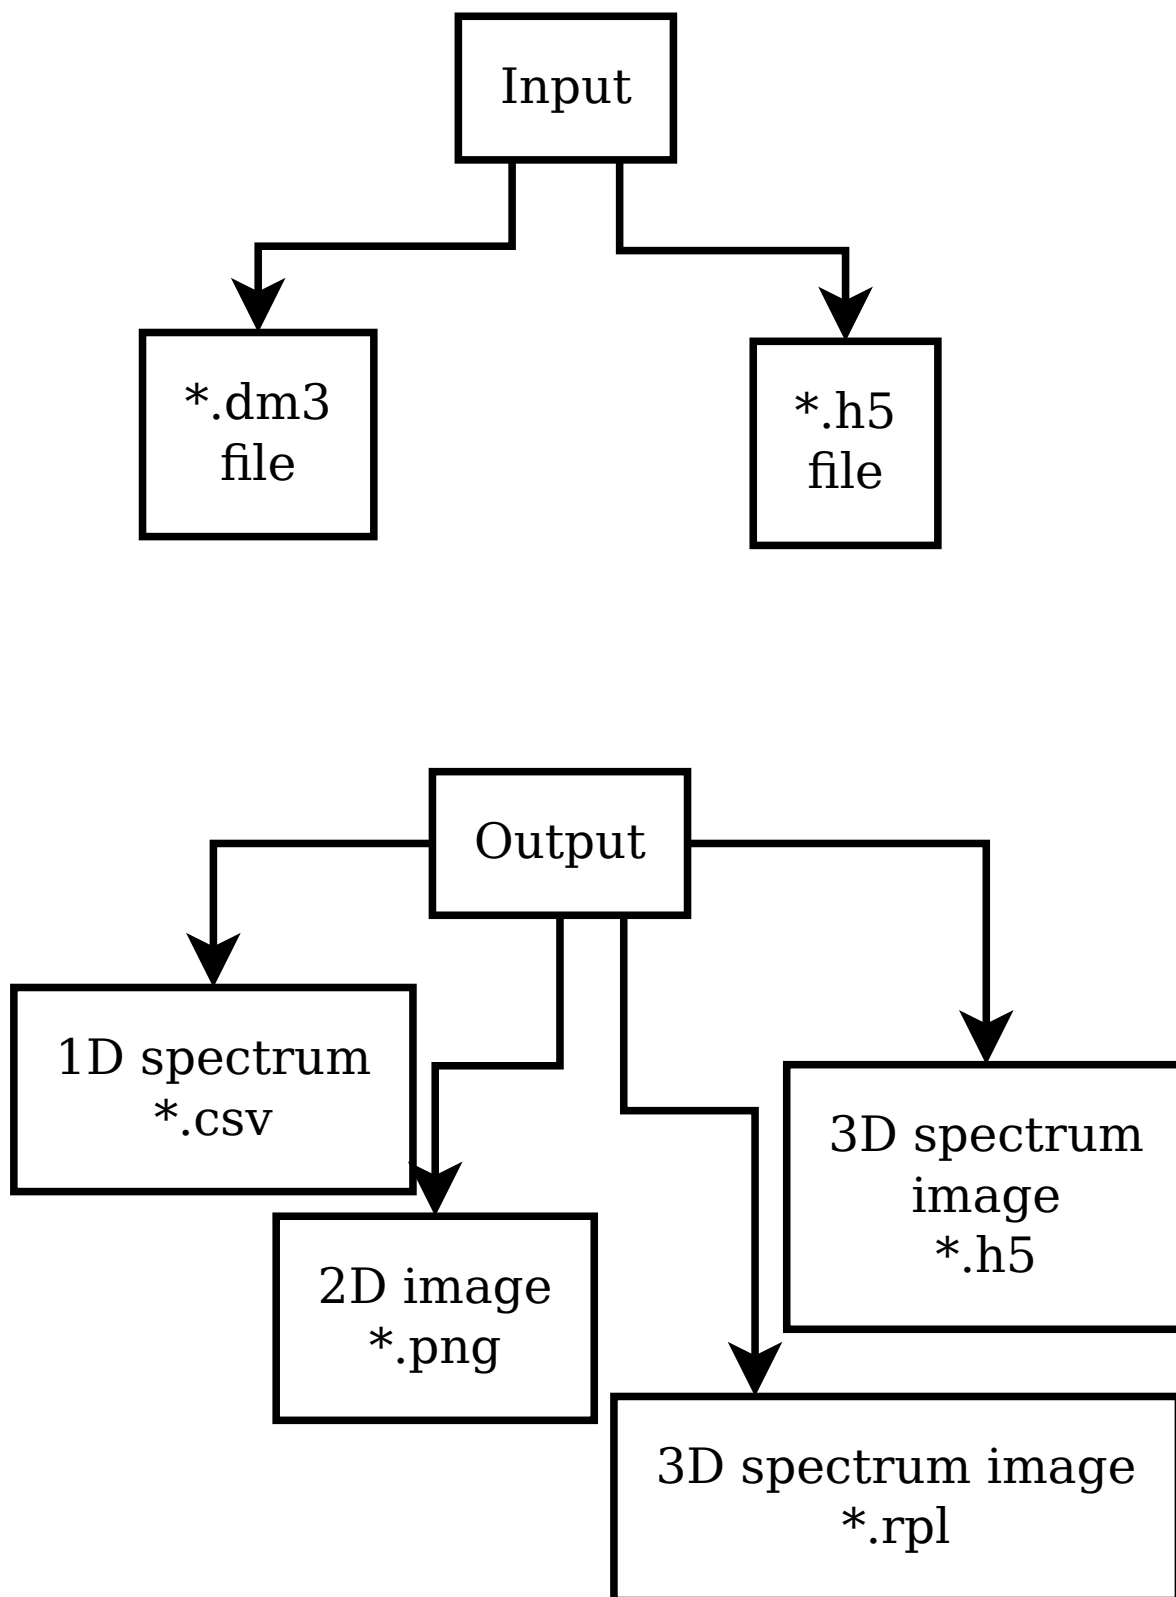 Input
*.dm3
file
*.h5
file
Output
1D spectrum
*.csv
2D image
*.png
3D spectrum
image
*.h5
3D spectrum image
*.rpl